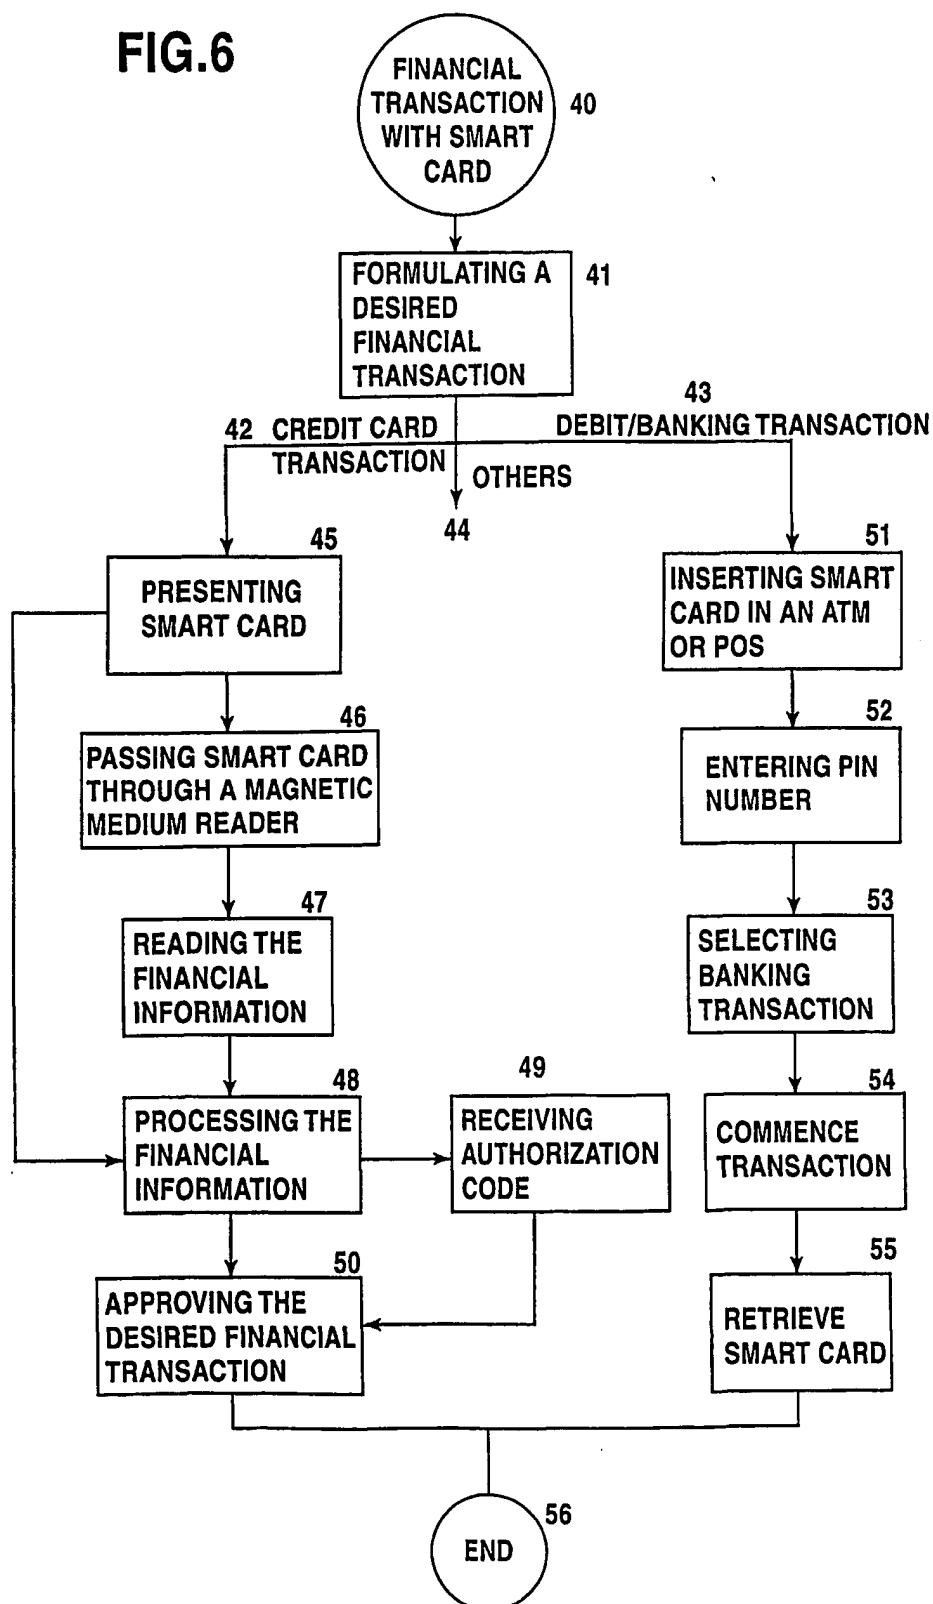 FIG.6
FINANCIAL
TRANSACTION
WITH SMART
CARD
40
FORMULATING A
DESIRED
FINANCIAL
TRANSACTION
41
42 CREDIT CARD
TRANSACTION
43
DEBIT/BANKING TRANSACTION
OTHERS
44
45
PRESENTING
SMART CARD
46
PASSING SMART CARD
THROUGH A MAGNETIC
MEDIUM READER
47
READING THE
FINANCIAL
INFORMATION
48
PROCESSING THE
FINANCIAL
INFORMATION
49
RECEIVING
AUTHORIZATION
CODE
50
APPROVING THE
DESIRED FINANCIAL
TRANSACTION
51
INSERTING SMART
CARD IN AN ATM
OR POS
52
ENTERING PIN
NUMBER
53
SELECTING
BANKING
TRANSACTION
54
COMMENCE
TRANSACTION
55
RETRIEVE
SMART CARD
56
END